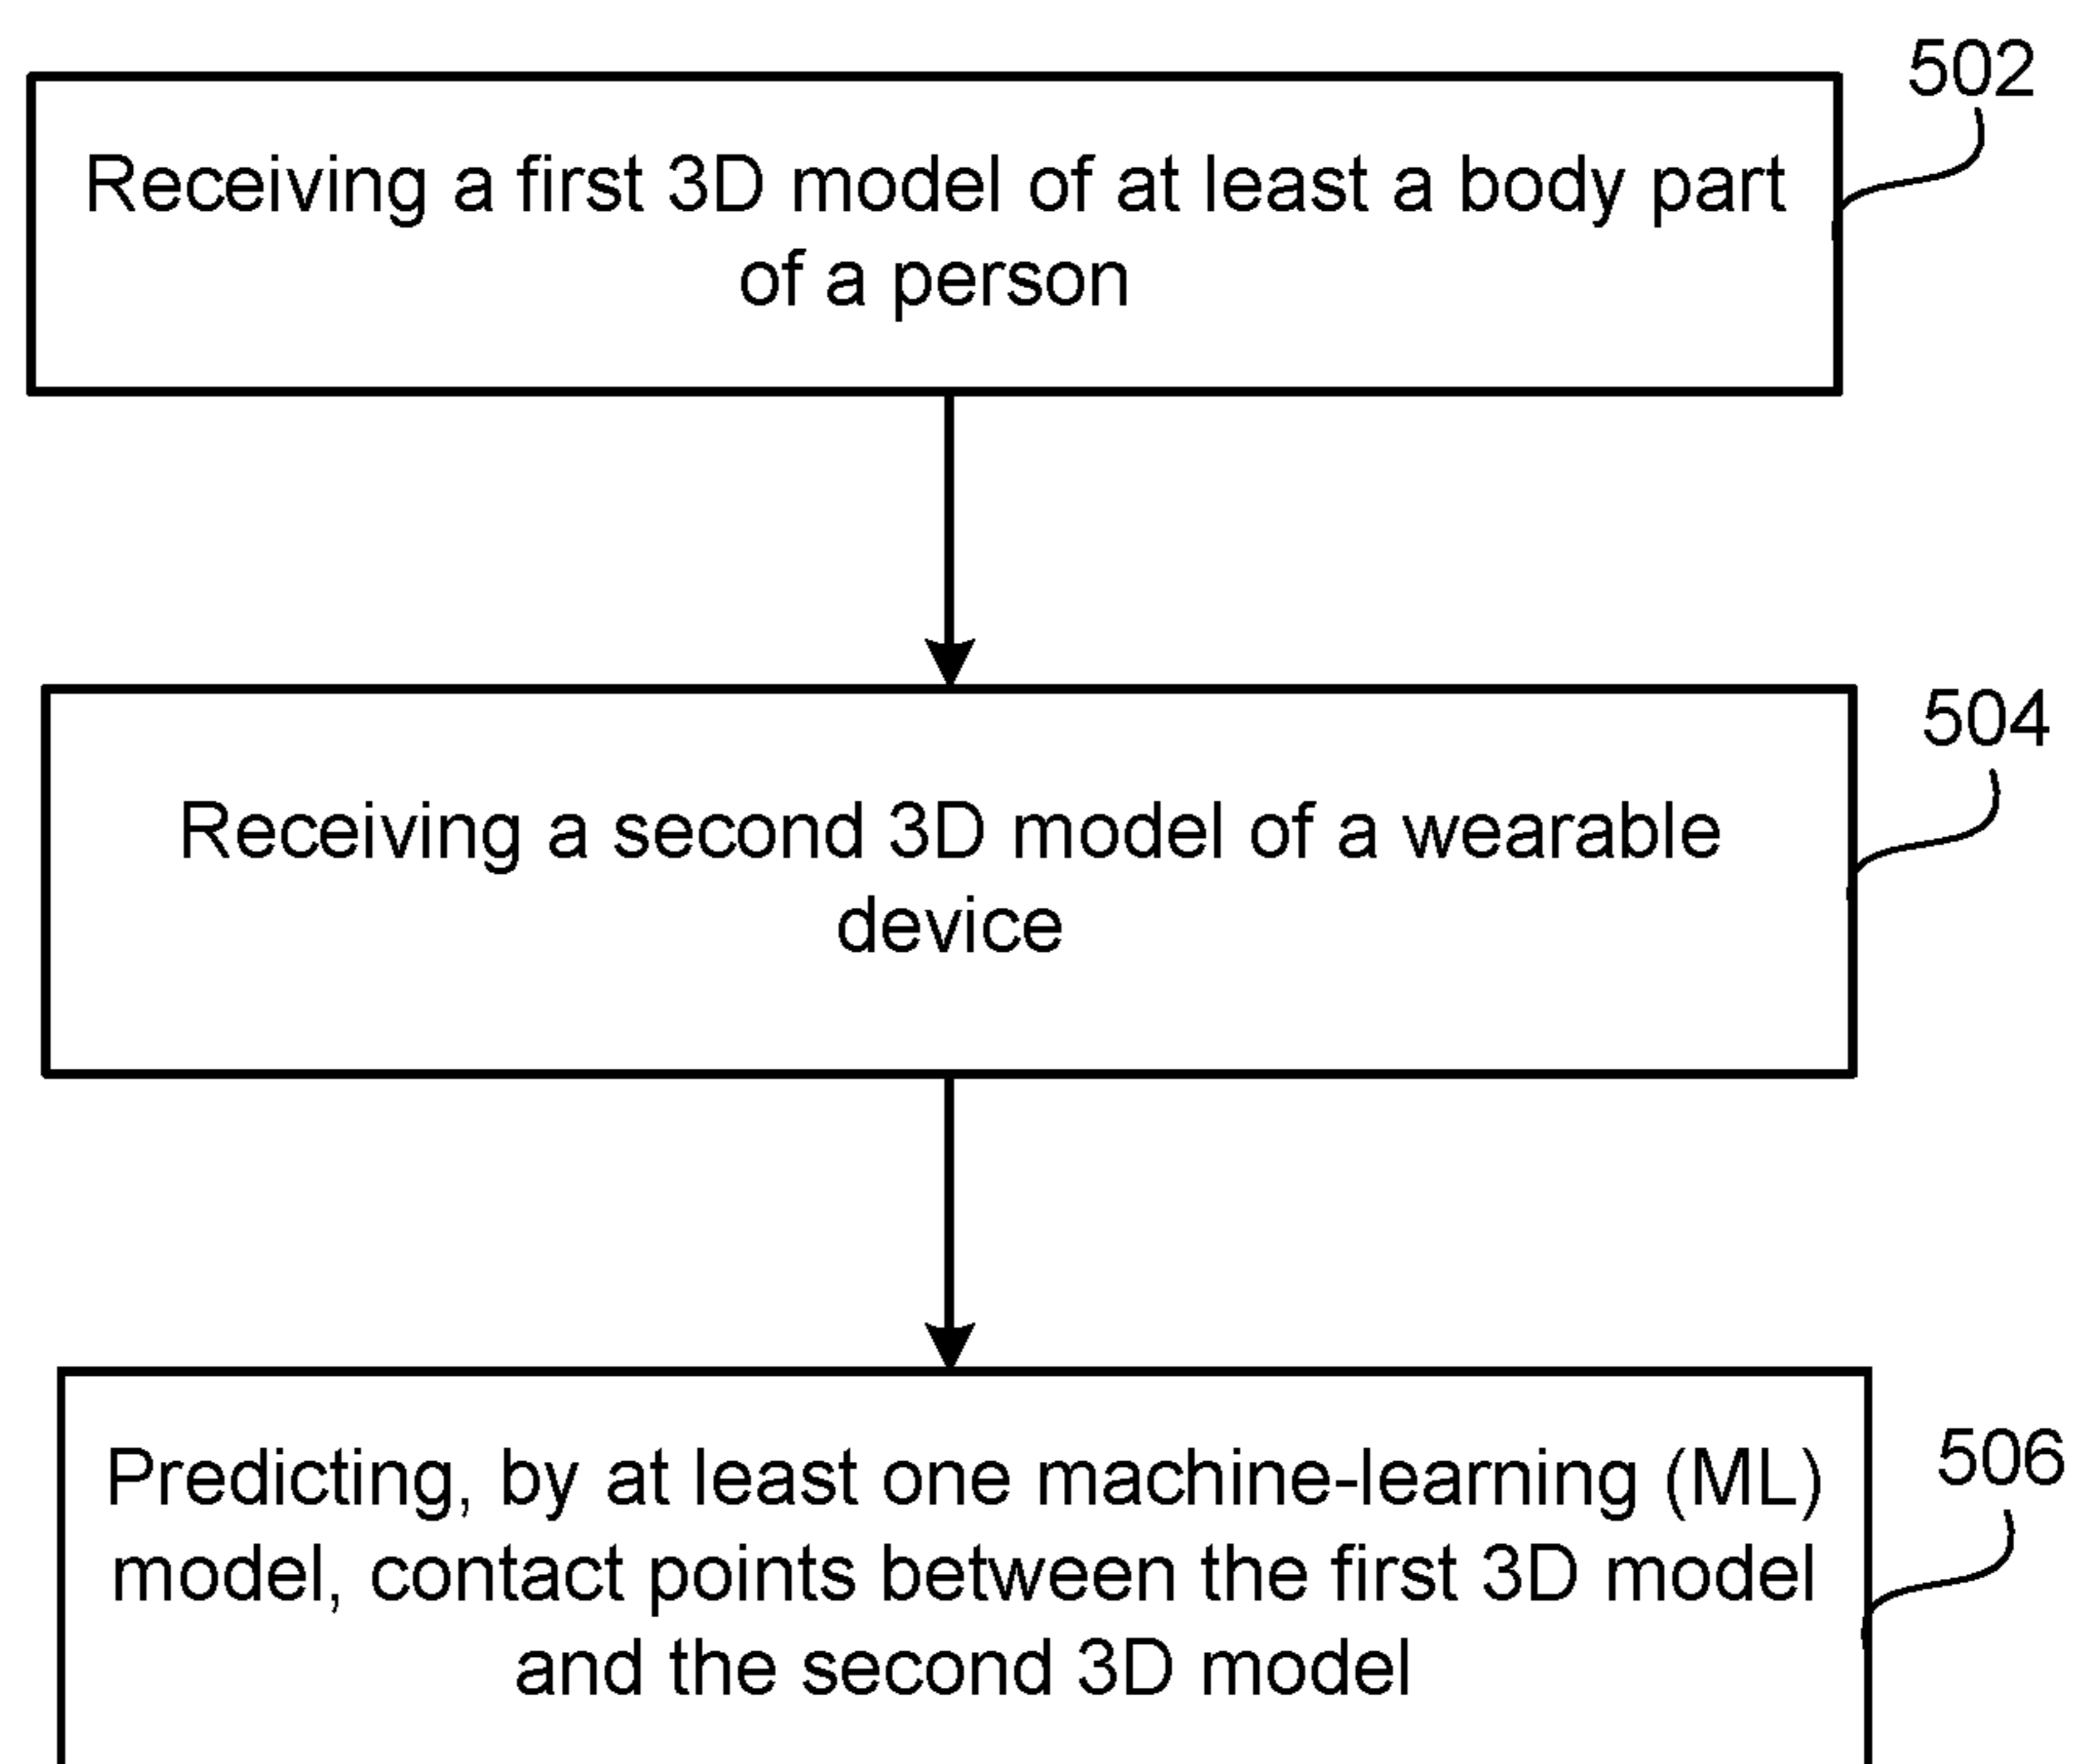 502
Receiving a first 3D model of at least a body part
of a person
504
Receiving a second 3D model of a wearable
device
506
Predicting, by at least one machine-learning (ML)
model, contact points between the first 3D model
and the second 3D model